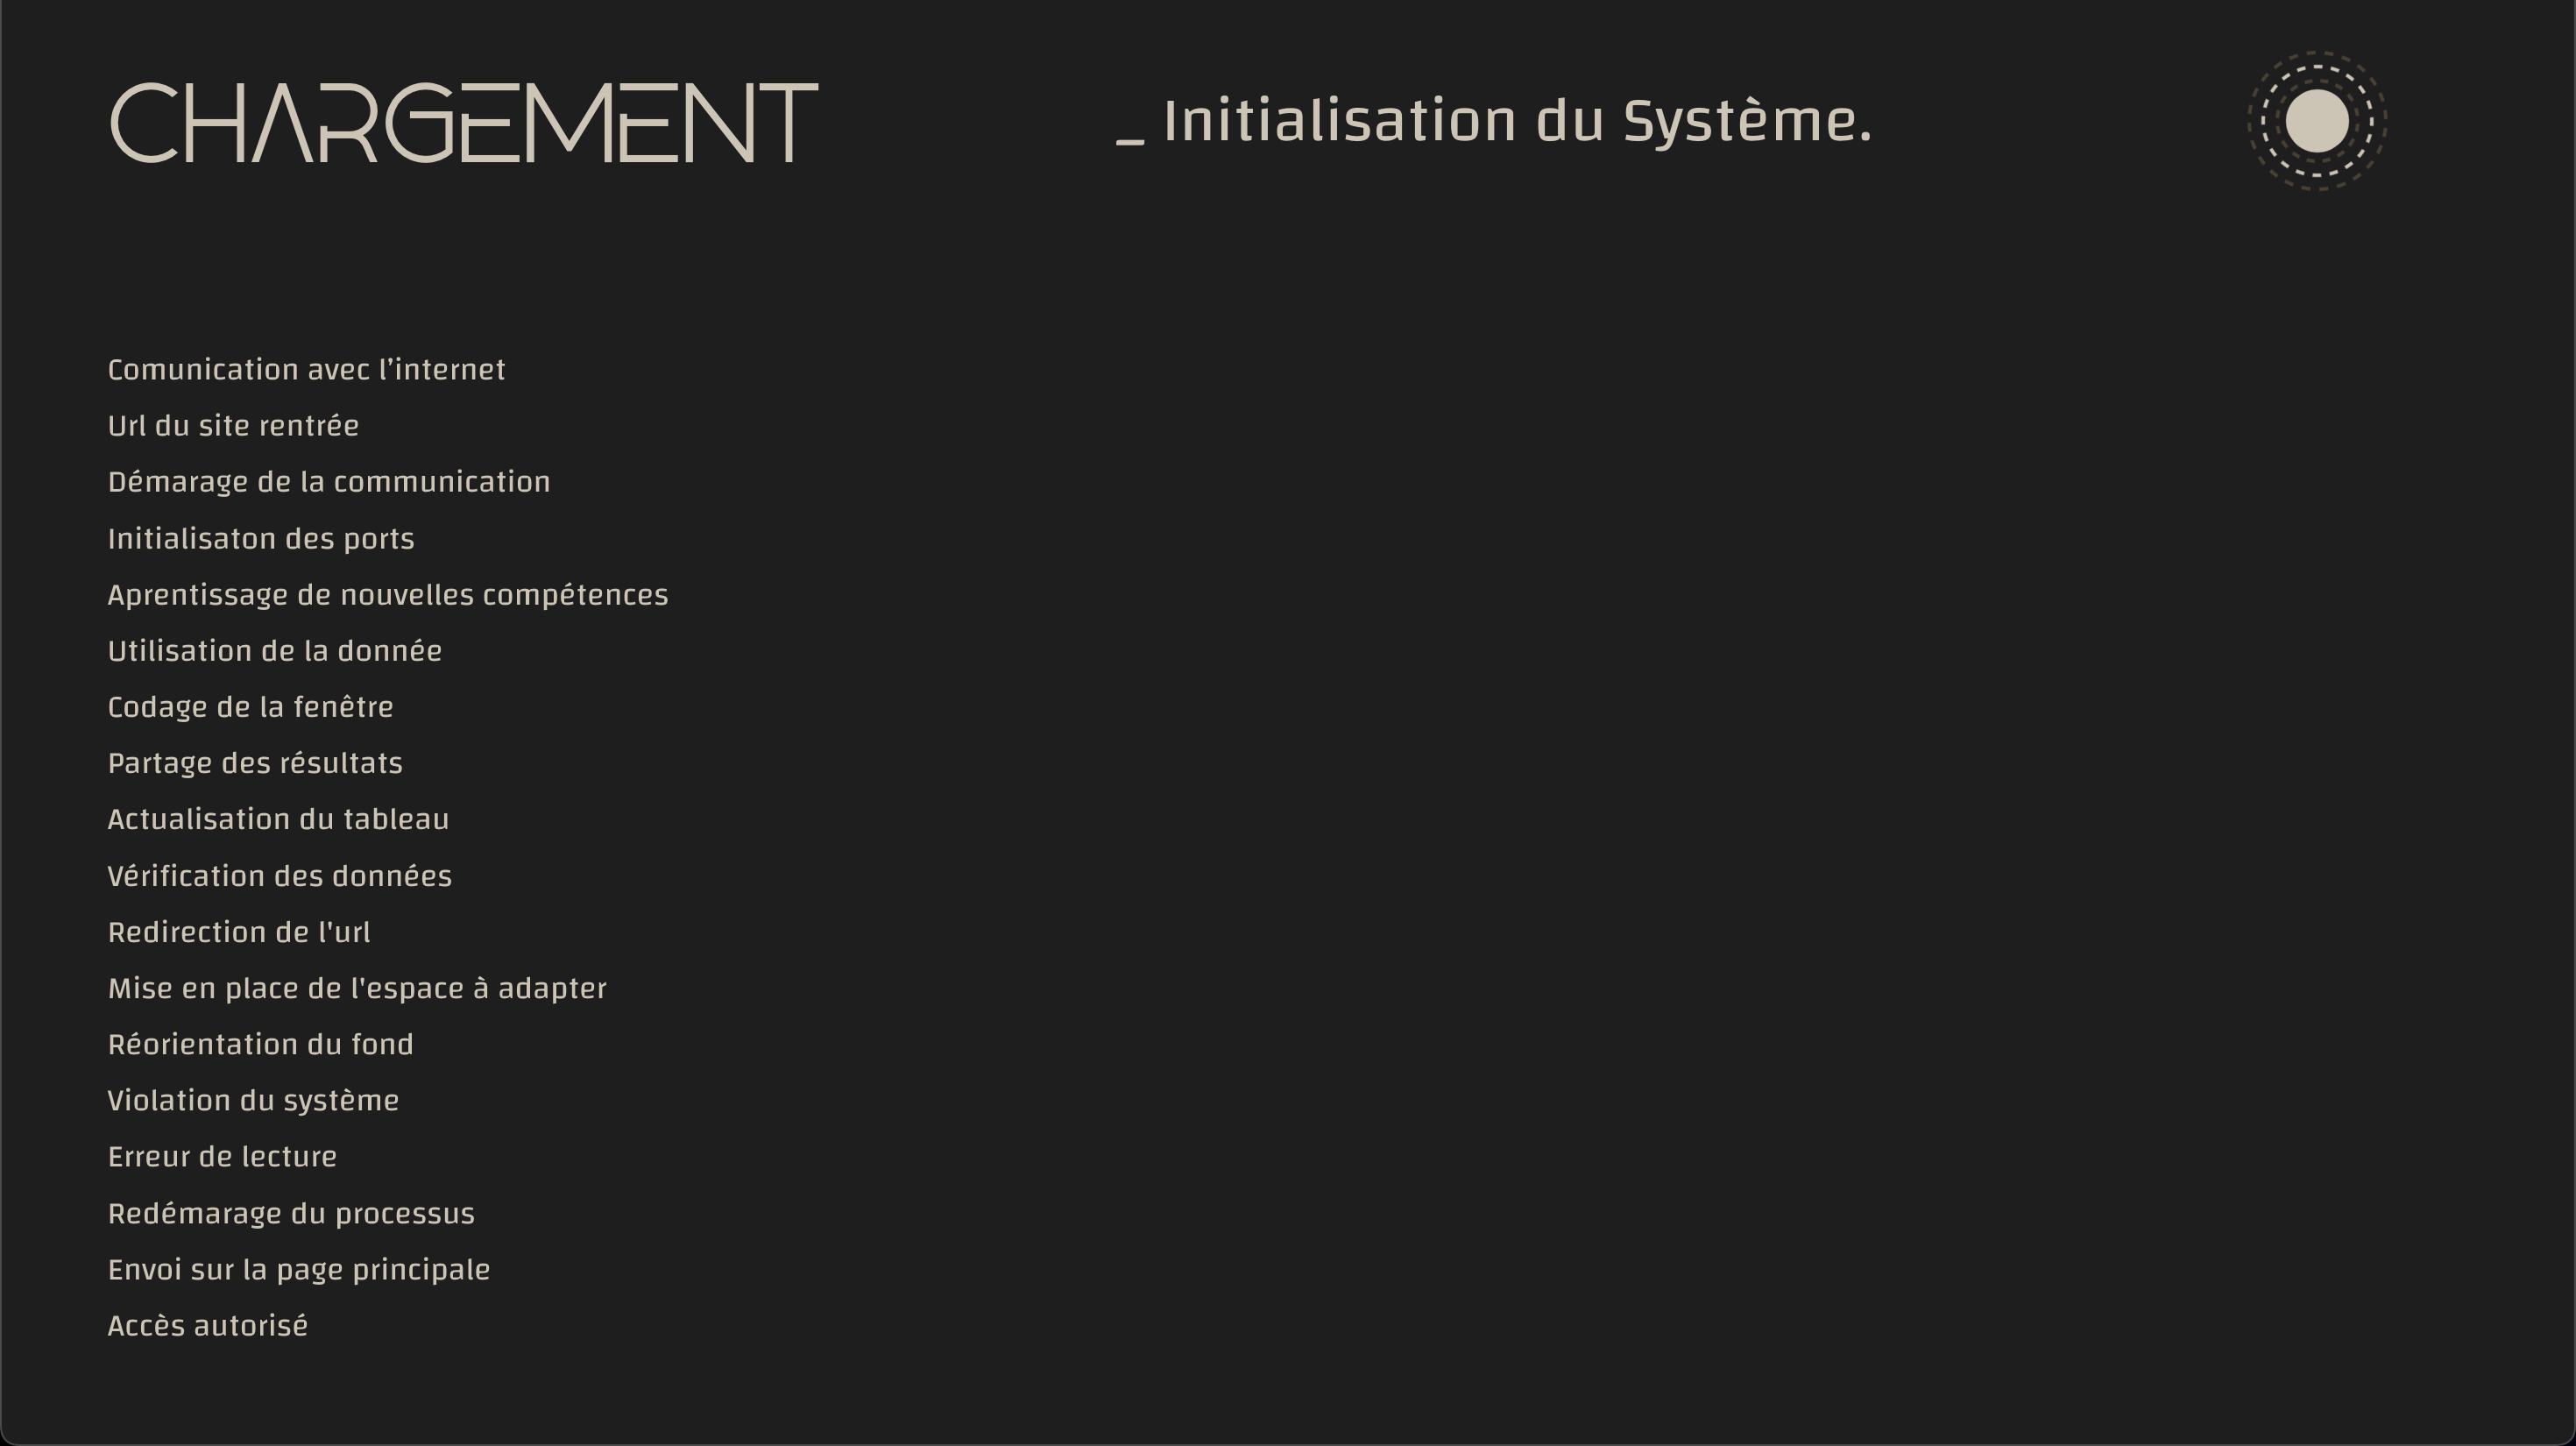 CHARGEMENT
_ Initialisation du Système.
Comunication avec l’internet
Url du site rentrée
Démarage de la communication
Initialisaton des ports
Aprentissage de nouvelles compétences
Utilisation de la donnée
Codage de la fenêtre
Partage des résultats
Actualisation du tableau
Vérification des données
Redirection de l'url
Mise en place de l'espace à adapter
Réorientation du fond
Violation du système
Erreur de lecture
Redémarage du processus
Envoi sur la page principale
Accès autorisé